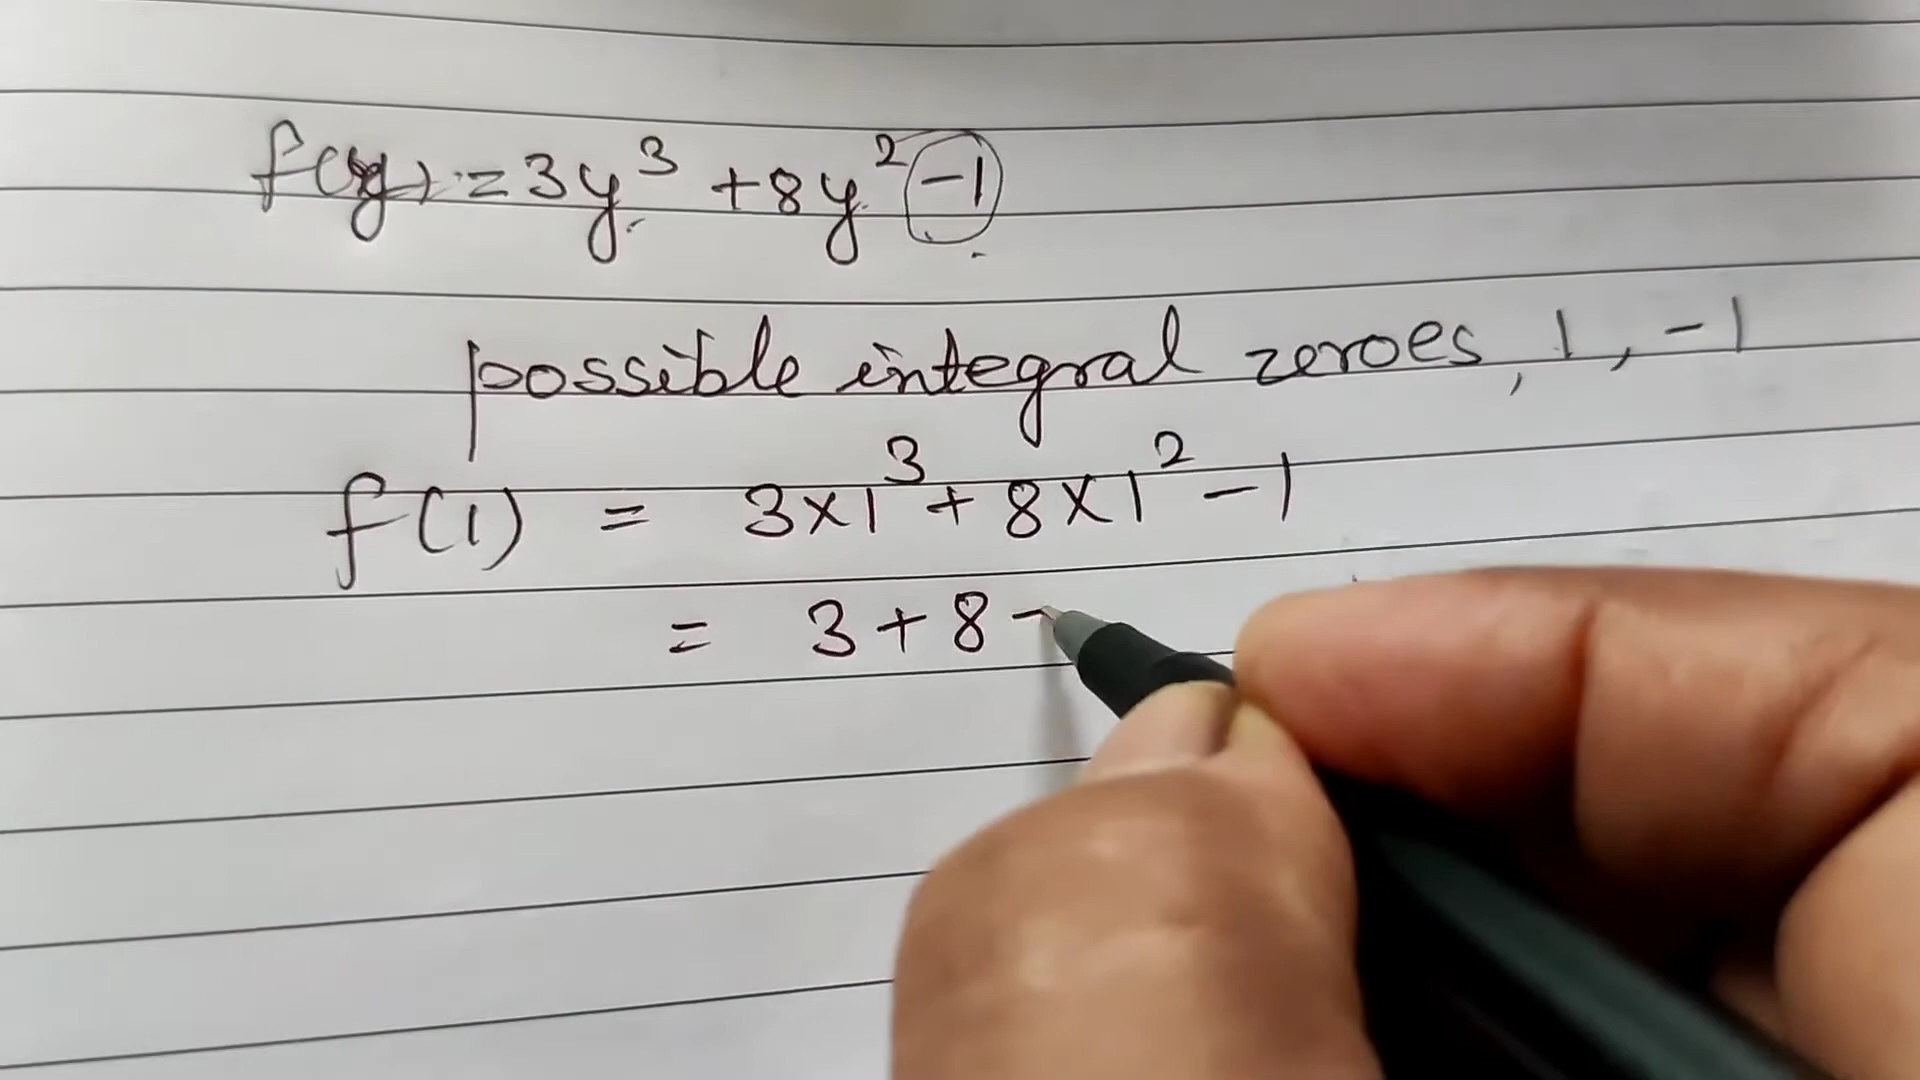 f(y) = 3y³ + 8y² -1
possible integral zeroes, 1, -1
f(1) = 3×1³ + 8×1² - 1
= 3 + 8 -